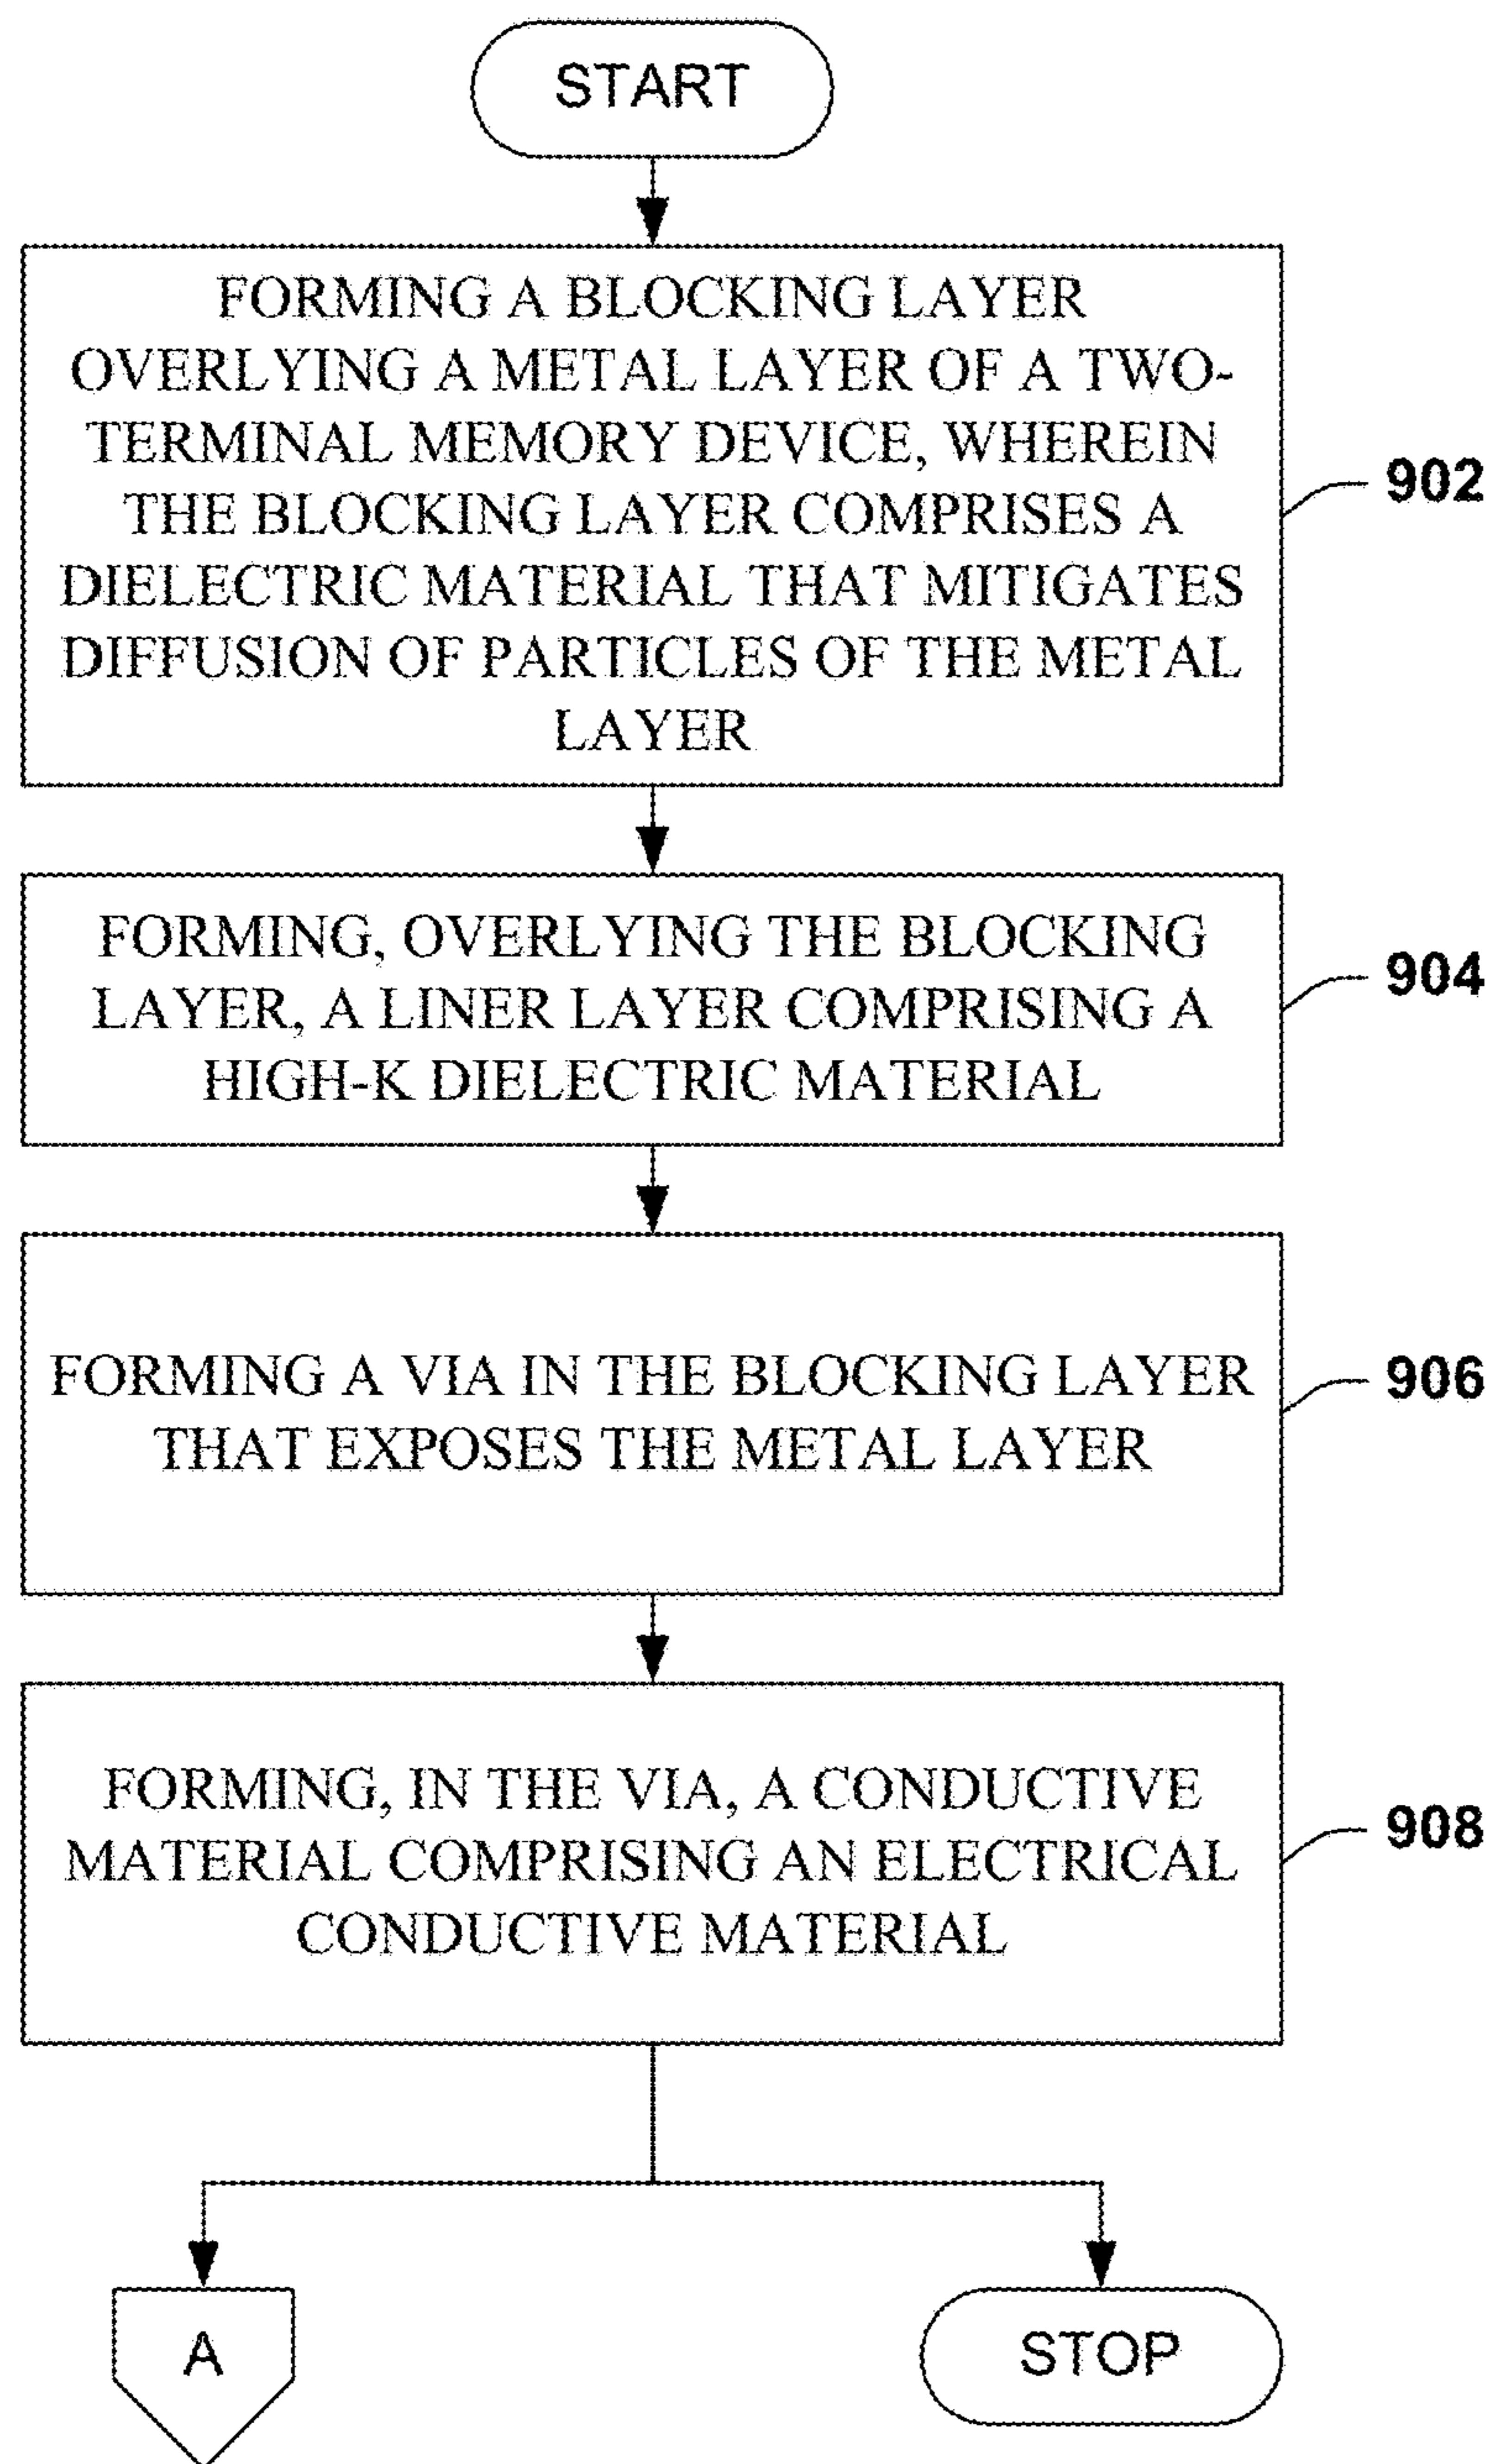 START
FORMING A BLOCKING LAYER
OVERLYING A METAL LAYER OF A TWO-
TERMINAL MEMORY DEVICE, WHEREIN
THE BLOCKING LAYER COMPRISES A
DIELECTRIC MATERIAL THAT MITIGATES
DIFFUSION OF PARTICLES OF THE METAL
LAYER
902
FORMING, OVERLYING THE BLOCKING
LAYER, A LINER LAYER COMPRISING A
HIGH-K DIELECTRIC MATERIAL
904
FORMING A VIA IN THE BLOCKING LAYER
THAT EXPOSES THE METAL LAYER
906
FORMING, IN THE VIA, A CONDUCTIVE
MATERIAL COMPRISING AN ELECTRICAL
CONDUCTIVE MATERIAL
908
A
STOP